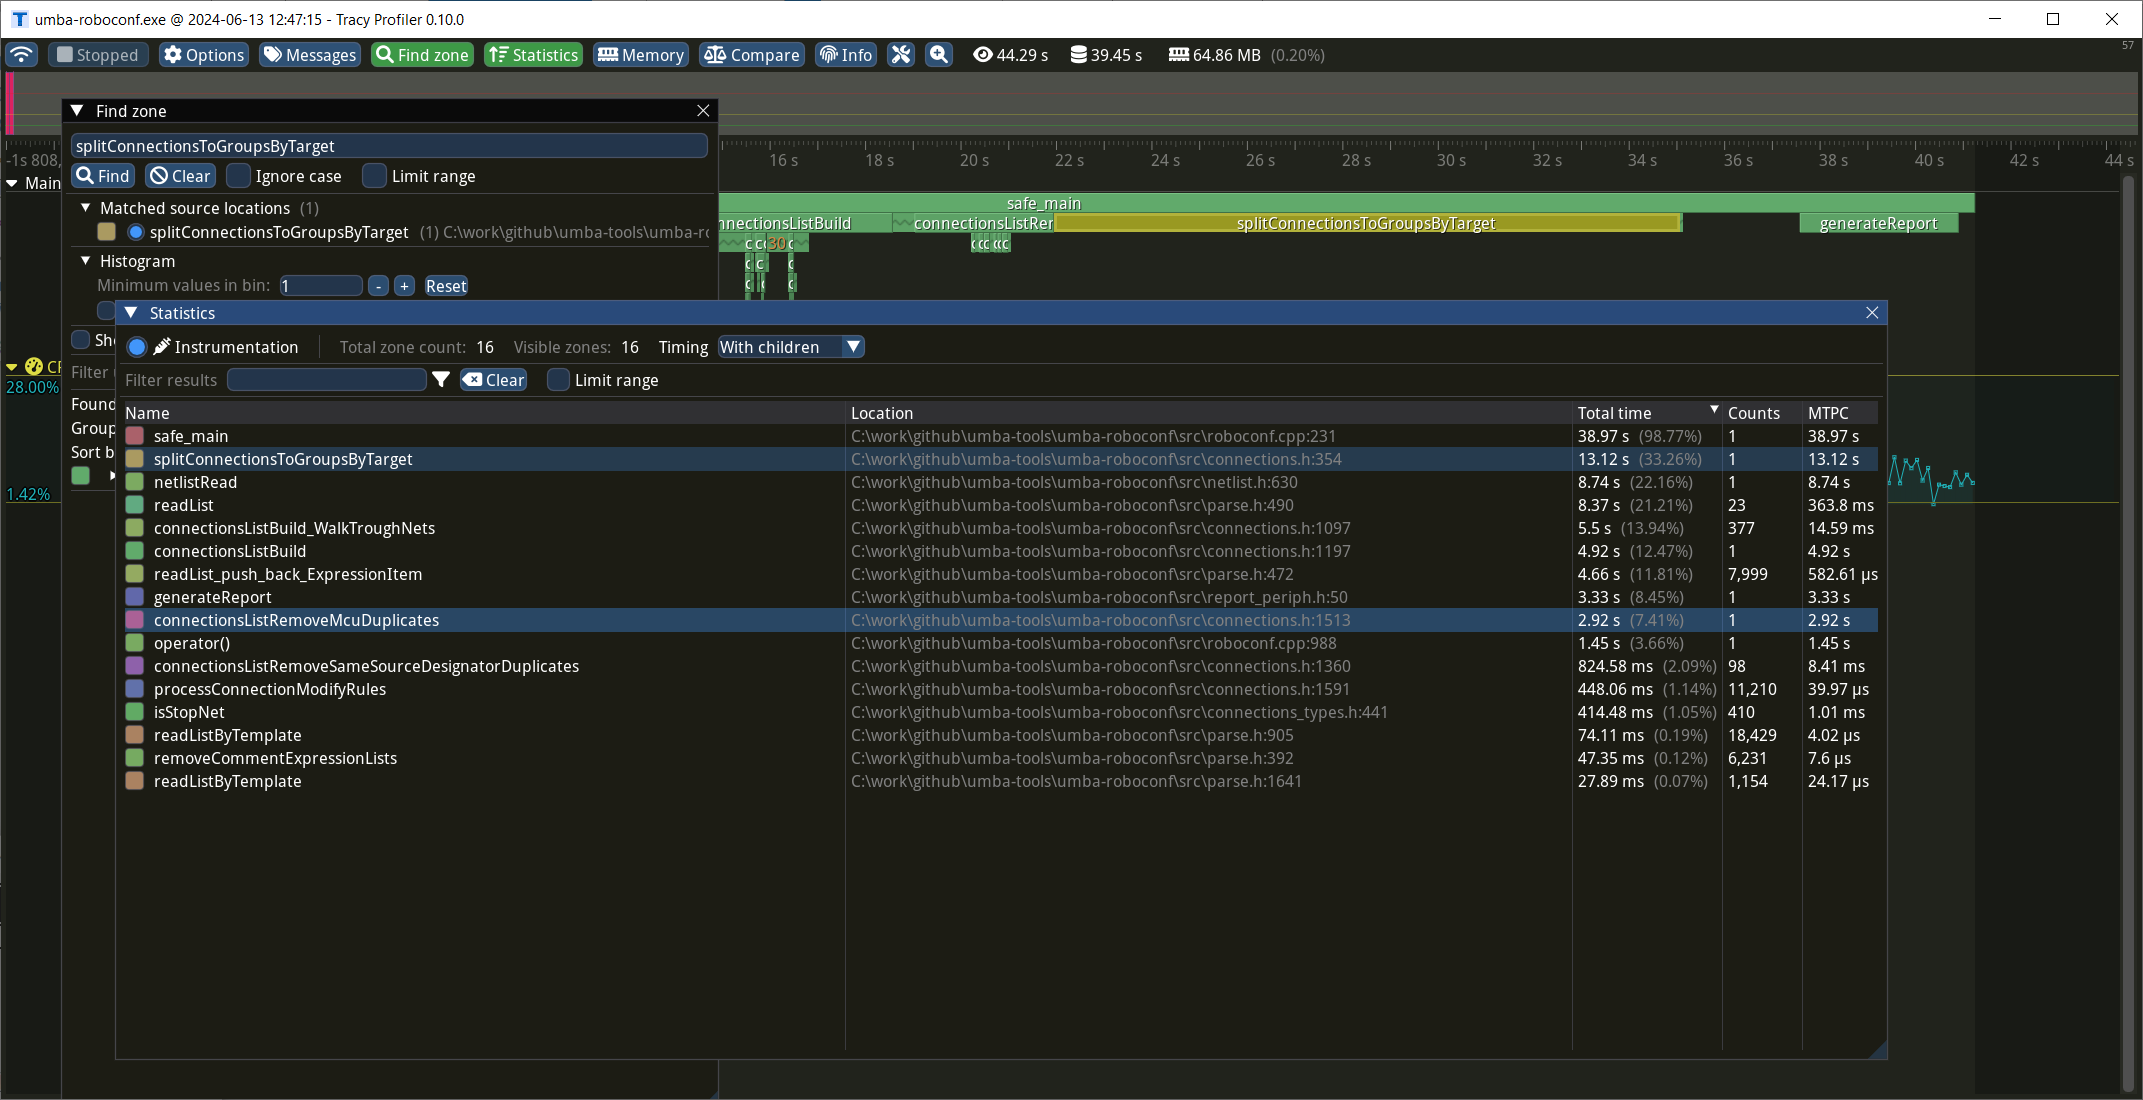 umba-roboconf.exe @ 2024-06-13 12:47:15 - Tracy Profiler 0.10.0
Stopped Options Messages Find zone Statistics Memory Compare Info 44.29 s 39.45 s 64.86 MB (0.20%) 57
Find zone
splitConnectionsToGroupsByTarget
-1s 808, 16 s 18 s 20 s 22 s 24 s 26 s 28 s 30 s 32 s 34 s 36 s 38 s 40 s 42 s 44 s
Find Clear Ignore case Limit range
Main
safe_main
Matched source locations (1)
nnectionsListBuild connectionsListRer splitConnectionsToGroupsByTarget generateReport
splitConnectionsToGroupsByTarget (1) C:\work\github\umba-tools\umba-ro
30
Histogram
Minimum values in bin: 1 - + Reset
Statistics
Sho
Instrumentation Total zone count: 16 Visible zones: 16 Timing With children
28.00%
Filter
Filter results Clear Limit range
Found
Group
Sort b
1.42%
Name Location Total time Counts MTPC
safe_main C:\work\github\umba-tools\umba-roboconf\src\roboconf.cpp:231 38.97 s (98.77%) 1 38.97 s
splitConnectionsToGroupsByTarget C:\work\github\umba-tools\umba-roboconf\src\connections.h:354 13.12 s (33.26%) 1 13.12 s
netlistRead C:\work\github\umba-tools\umba-roboconf\src\netlist.h:630 8.74 s (22.16%) 1 8.74 s
readList C:\work\github\umba-tools\umba-roboconf\src\parse.h:490 8.37 s (21.21%) 23 363.8 ms
connectionsListBuild_WalkTroughNets C:\work\github\umba-tools\umba-roboconf\src\connections.h:1097 5.5 s (13.94%) 377 14.59 ms
connectionsListBuild C:\work\github\umba-tools\umba-roboconf\src\connections.h:1197 4.92 s (12.47%) 1 4.92 s
readList_push_back_ExpressionItem C:\work\github\umba-tools\umba-roboconf\src\parse.h:472 4.66 s (11.81%) 7,999 582.61 µs
generateReport C:\work\github\umba-tools\umba-roboconf\src\report_periph.h:50 3.33 s (8.45%) 1 3.33 s
connectionsListRemoveMcuDuplicates C:\work\github\umba-tools\umba-roboconf\src\connections.h:1513 2.92 s (7.41%) 1 2.92 s
operator() C:\work\github\umba-tools\umba-roboconf\src\roboconf.cpp:988 1.45 s (3.66%) 1 1.45 s
connectionsListRemoveSameSourceDesignatorDuplicates C:\work\github\umba-tools\umba-roboconf\src\connections.h:1360 824.58 ms (2.09%) 98 8.41 ms
processConnectionModifyRules C:\work\github\umba-tools\umba-roboconf\src\connections.h:1591 448.06 ms (1.14%) 11,210 39.97 µs
isStopNet C:\work\github\umba-tools\umba-roboconf\src\connections_types.h:441 414.48 ms (1.05%) 410 1.01 ms
readListByTemplate C:\work\github\umba-tools\umba-roboconf\src\parse.h:905 74.11 ms (0.19%) 18,429 4.02 µs
removeCommentExpressionLists C:\work\github\umba-tools\umba-roboconf\src\parse.h:392 47.35 ms (0.12%) 6,231 7.6 µs
readListByTemplate C:\work\github\umba-tools\umba-roboconf\src\parse.h:1641 27.89 ms (0.07%) 1,154 24.17 µs